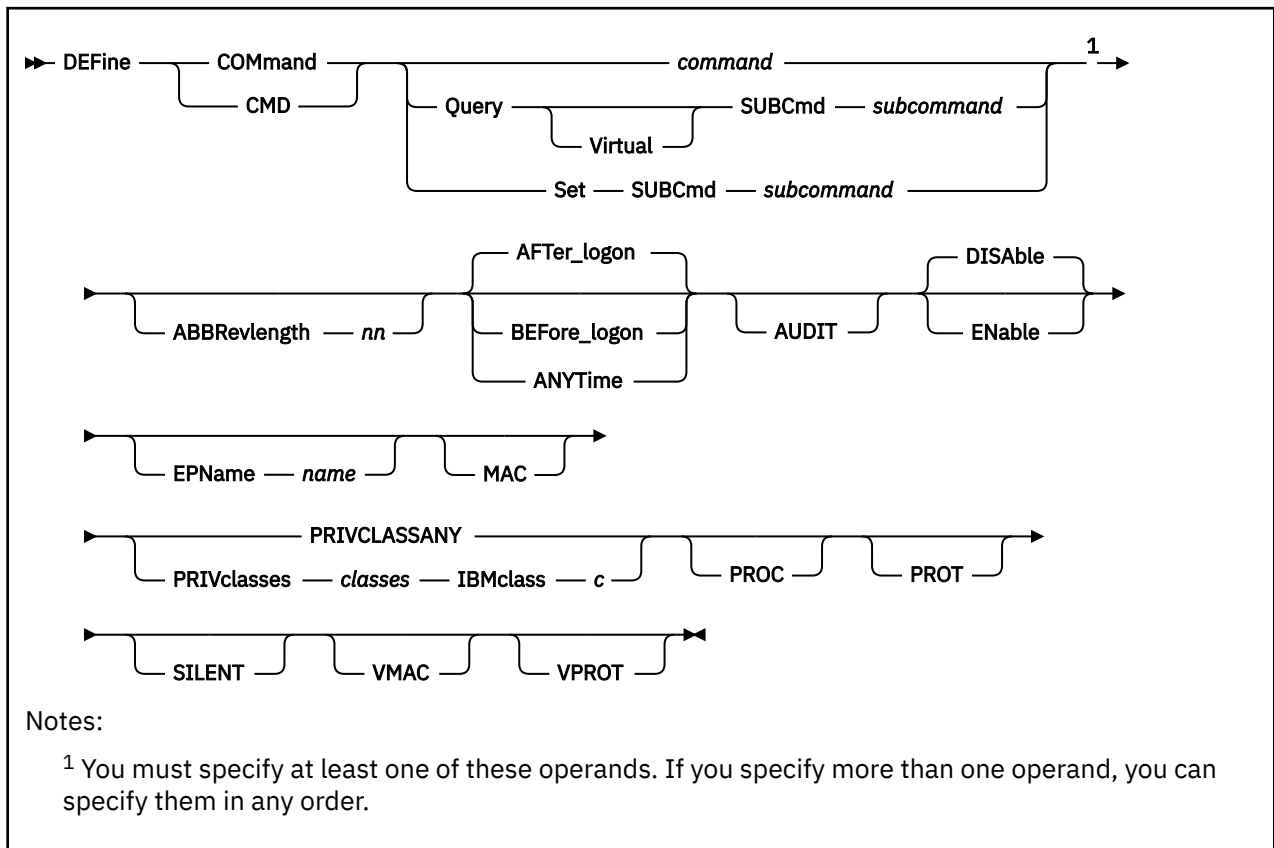 DEFine COMmand command 1
CMD Query SUBCmd subcommand
Virtual
Set SUBCmd subcommand
AFTer_logon DISAble
ABBRevlength nn BEFore_logon AUDIT ENable
ANYTime
EPName name MAC
PRIVCLASSANY
PRIVclasses classes IBMclass c PROC PROT
SILENT VMAC VPROT
Notes:
1 You must specify at least one of these operands. If you specify more than one operand, you can
specify them in any order.